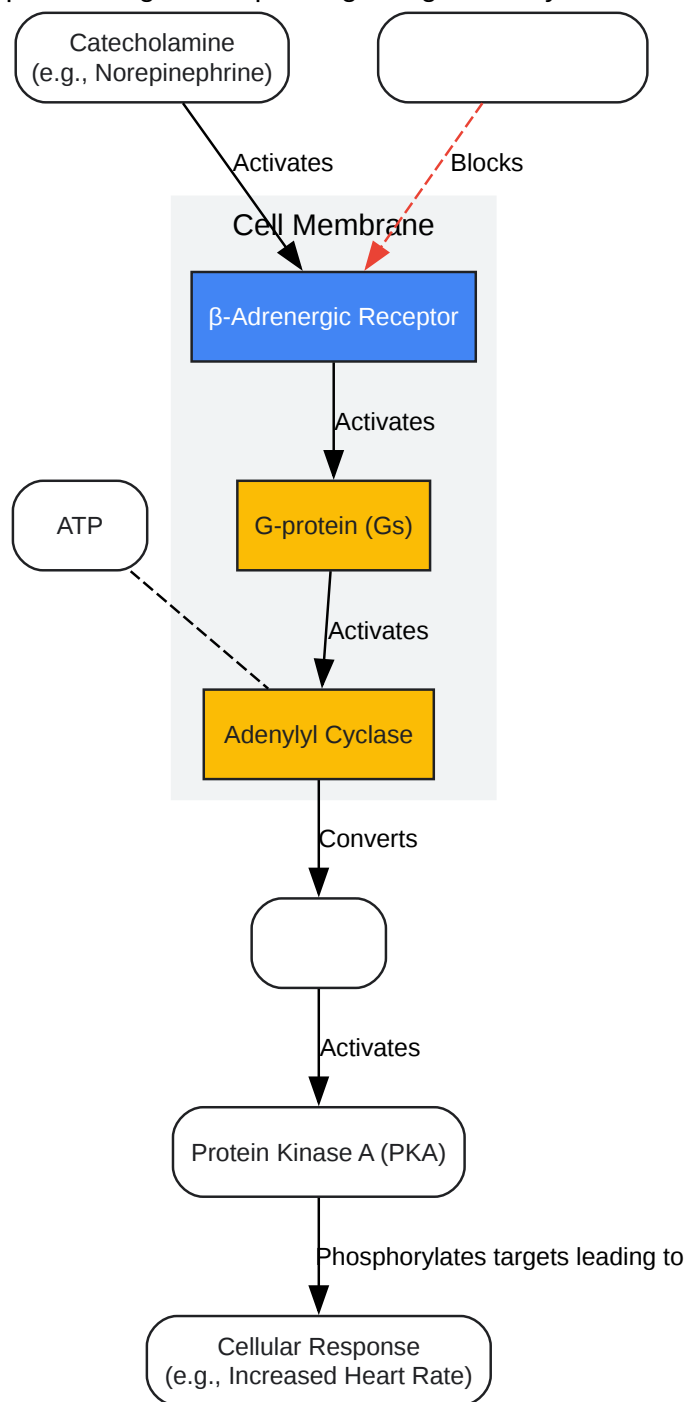 Catecholamine
(e.g., Norepinephrine)
Activates
Blocks
Cell Membrane
β-Adrenergic Receptor
Activates
ATP
G-protein (Gs)
Activates
Adenylyl Cyclase
Converts
Activates
Protein Kinase A (PKA)
Phosphorylates targets leading to
Cellular Response
(e.g., Increased Heart Rate)